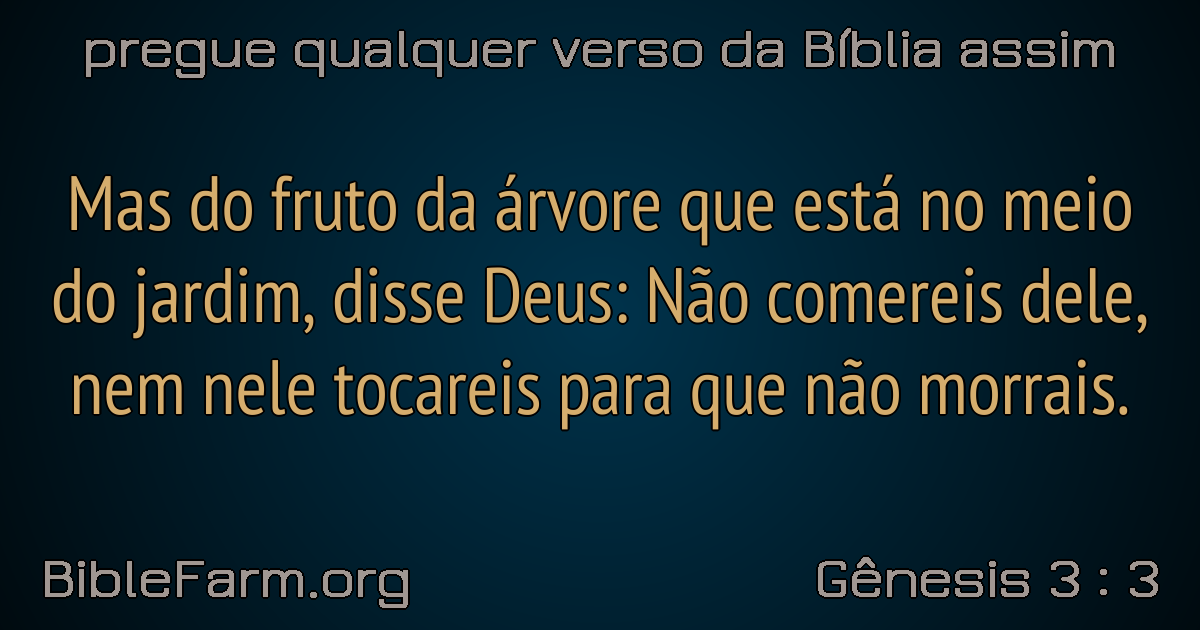 pregue qualquer verso da Bíblia assim
Mas do fruto da árvore que está no meio
do jardim, disse Deus: Não comereis dele,
nem nele tocareis para que não morrais.
BibleFarm.org
Gênesis 3 : 3